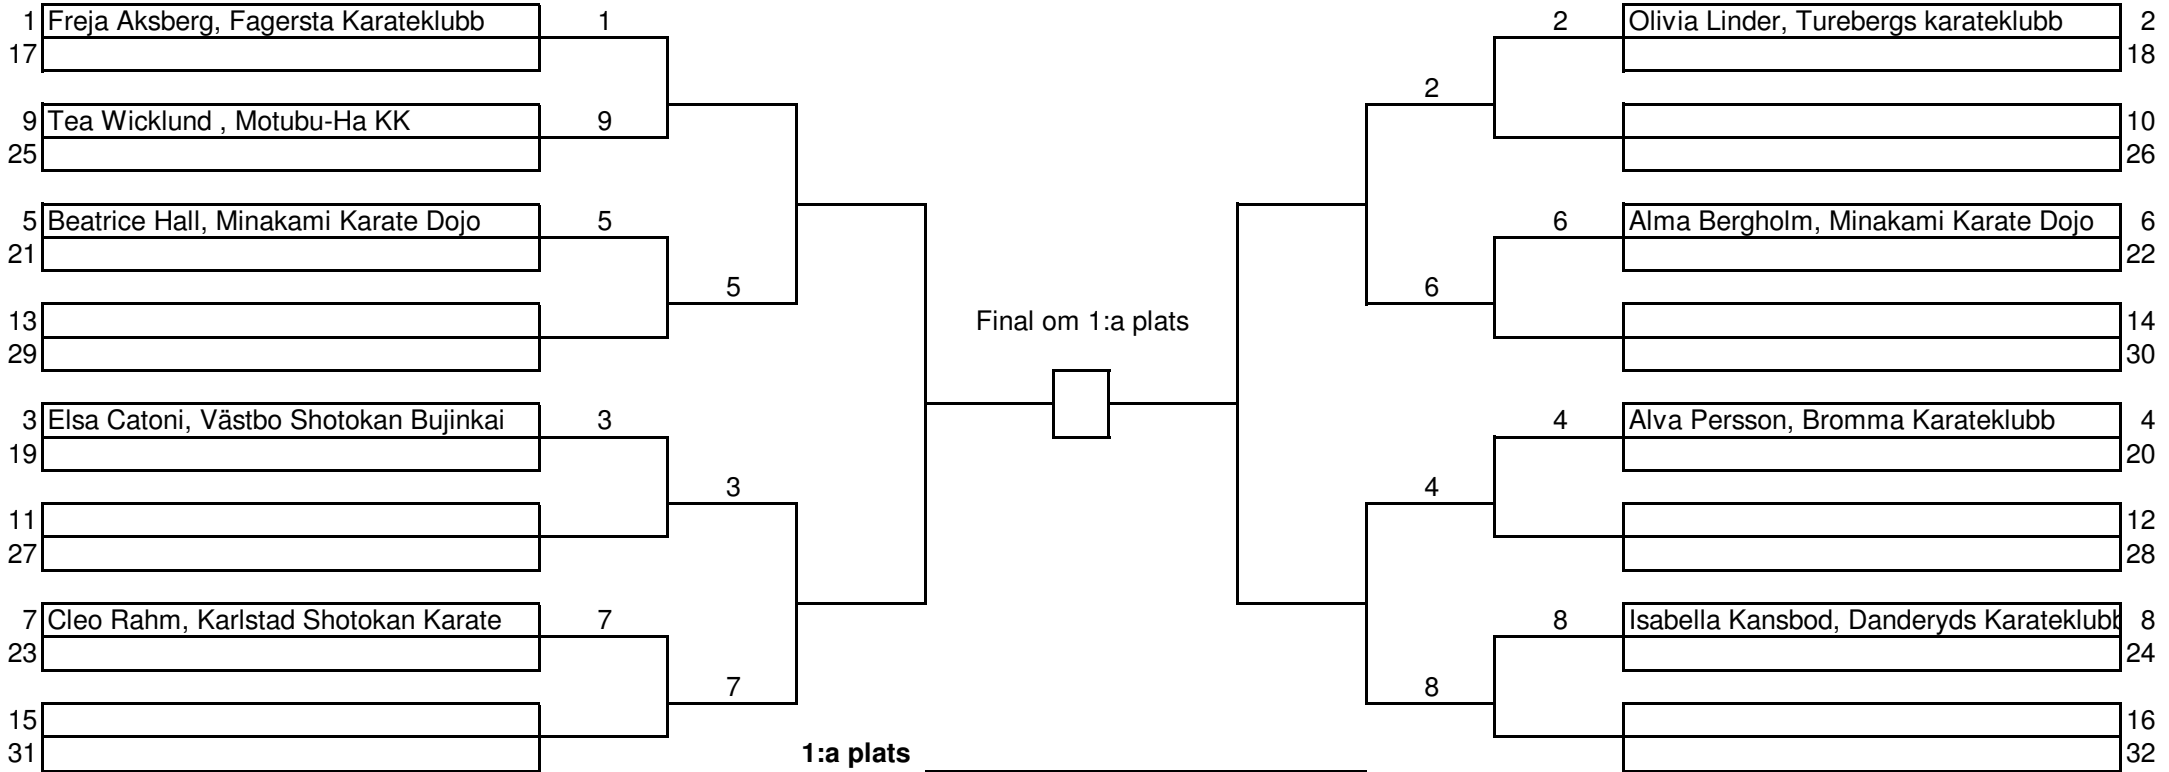 1 Freja Aksberg, Fagersta Karateklubb 1 2 Olivia Linder, Turebergs karateklubb 2
17 18
2
9 Tea Wicklund , Motubu-Ha KK 9 10
25 26
5 Beatrice Hall, Minakami Karate Dojo 5 6 Alma Bergholm, Minakami Karate Dojo 6
21 22
5 6
13 Final om 1:a plats 14
29 30
3 Elsa Catoni, Västbo Shotokan Bujinkai 3 4 Alva Persson, Bromma Karateklubb 4
19 20
3 4
11 12
27 28
7 Cleo Rahm, Karlstad Shotokan Karate 7 8 Isabella Kansbod, Danderyds Karateklubb 8
23 24
7 8
15 16
31 1:a plats 32